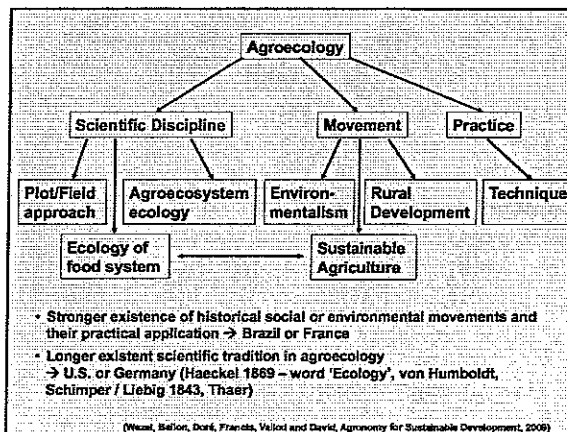 Agroecology
Scientific Discipline
Movement
Practice
Plot/Field
approach
Agroecosystem
ecology
Environ-
mentalism
Rural
Development
Technique
Ecology of
food system
Sustainable
Agriculture
• Stronger existence of historical social or environmental movements and
their practical application → Brazil or France
• Longer existent scientific tradition in agroecology
→ U.S. or Germany (Haeckel 1869 – word 'Ecology', von Humboldt,
Schimper / Liebig 1843, Thaer)
(Wezel, Bellon, Doré, Francis, Vallod and David, Agronomy for Sustainable Development, 2009)